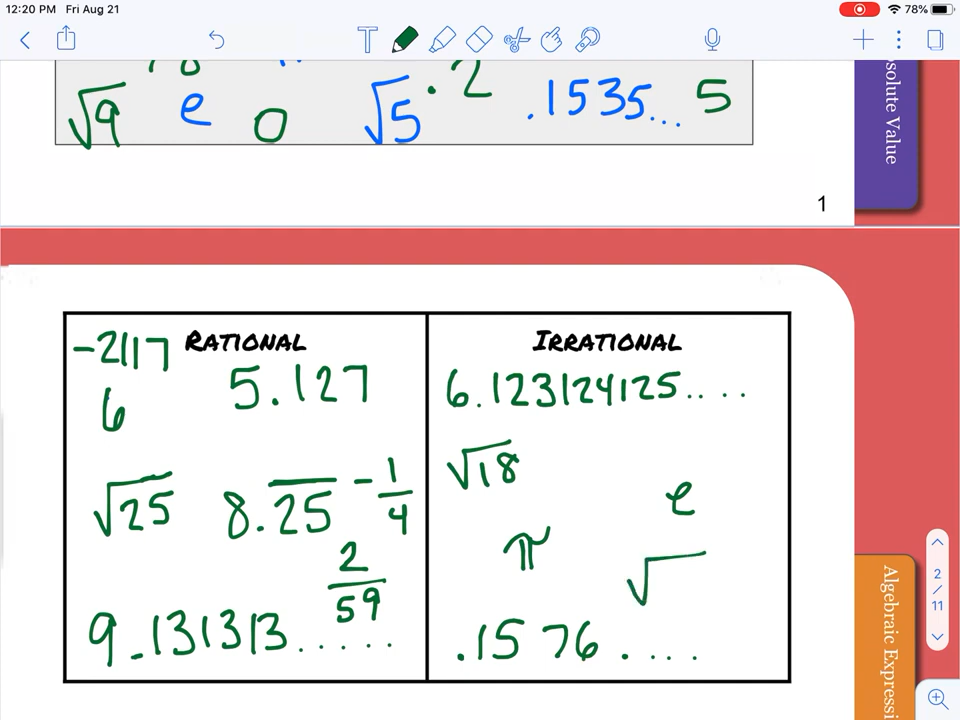 12:20 PM Fri Aug 21
78%
T
√9 e 0 √5 · 2 .1535... 5
solute Value
1
-2117 Rational
6 5.127
√25 8.2̅5̅ -1/4
2/59
9.131313.....
Irrational
6.123124125....
√18
e
π
√
.1576....
2
/
11
Algebraic Expressi